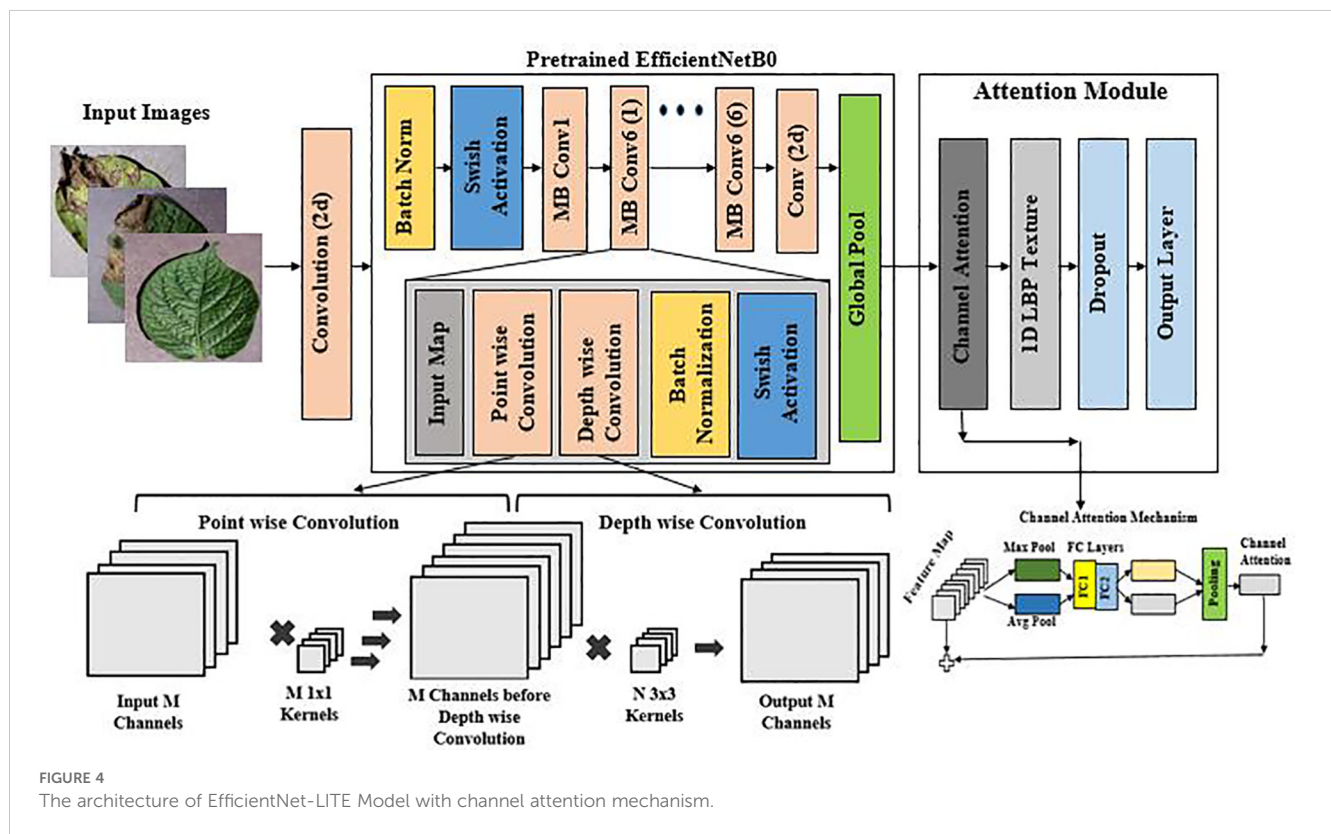 Pretrained EfficientNetB0
Input Images
Convolution (2d)
Batch Norm
Swish
Activation
MB Conv1
MB Conv6 (1)
MB Conv6 (6)
Conv (2d)
Global Pool
Input Map
Point wise
Convolution
Depth wise
Convolution
Batch
Normalization
Swish
Activation
Attention Module
Channel Attention
1D LBP Texture
Dropout
Output Layer
Point wise Convolution
Depth wise Convolution
Input M
Channels
M 1x1
Kernels
M Channels before
Depth wise
Convolution
N 3x3
Kernels
Output M
Channels
Channel Attention Mechanism
Feature Map
Max Pool
Avg Pool
FC Layers
FC1
FC2
Pooling
Channel
Attention
FIGURE 4
The architecture of EfficientNet-LITE Model with channel attention mechanism.